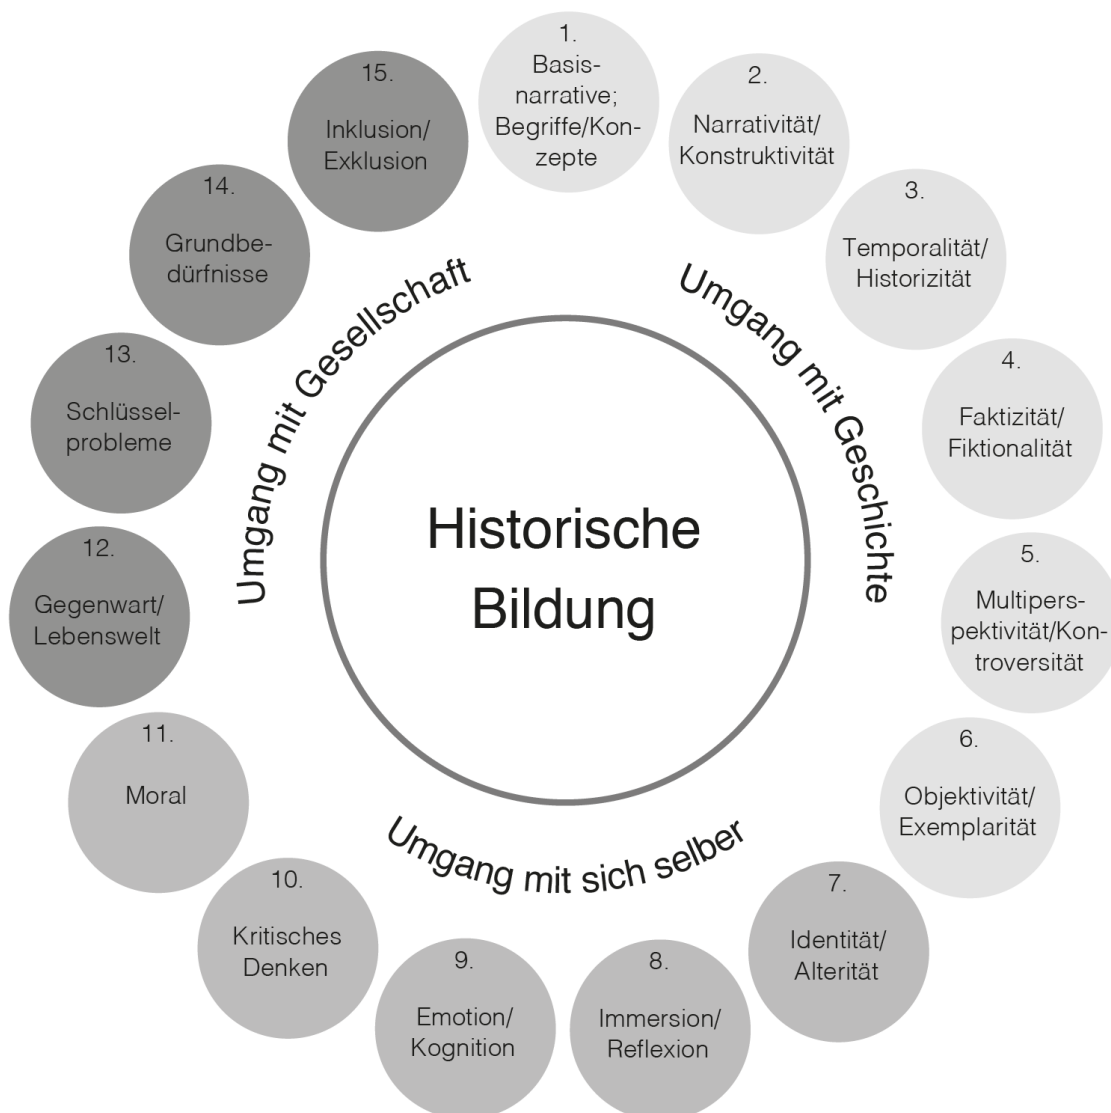 1.
Basis-
narrative;
Begriffe/Kon-
zepte
2.
Narrativität/
Konstruktivität
3.
Temporalität/
Historizität
4.
Faktizität/
Fiktionalität
5.
Multipers-
pektivität/Kon-
troversität
6.
Objektivität/
Exemplarität
7.
Identität/
Alterität
8.
Immersion/
Reflexion
9.
Emotion/
Kognition
10.
Kritisches
Denken
11.
Moral
12.
Gegenwart/
Lebenswelt
13.
Schlüssel-
probleme
14.
Grundbe-
dürfnisse
15.
Inklusion/
Exklusion
Umgang mit Gesellschaft
Umgang mit Geschichte
Umgang mit sich selber
Historische
Bildung